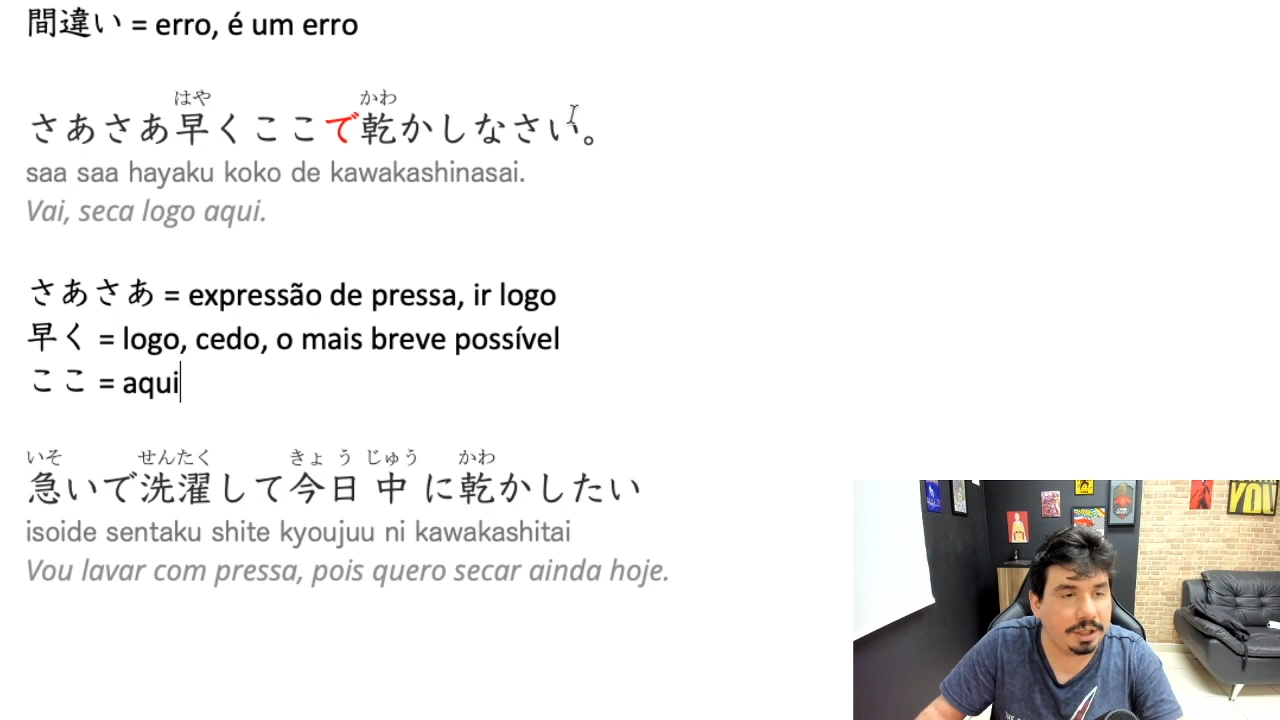 間違い = erro, é um erro
はや かわ
さあさあ早くここで乾かしなさい。
saa saa hayaku koko de kawakashinasai.
Vai, seca logo aqui.
さあさあ = expressão de pressa, ir logo
早く = logo, cedo, o mais breve possível
ここ = aqui
いそ せんたく きょ う じゅう かわ
急いで洗濯して今日中に乾かしたい
isoide sentaku shite kyoujuu ni kawakashitai
Vou lavar com pressa, pois quero secar ainda hoje.
YOU